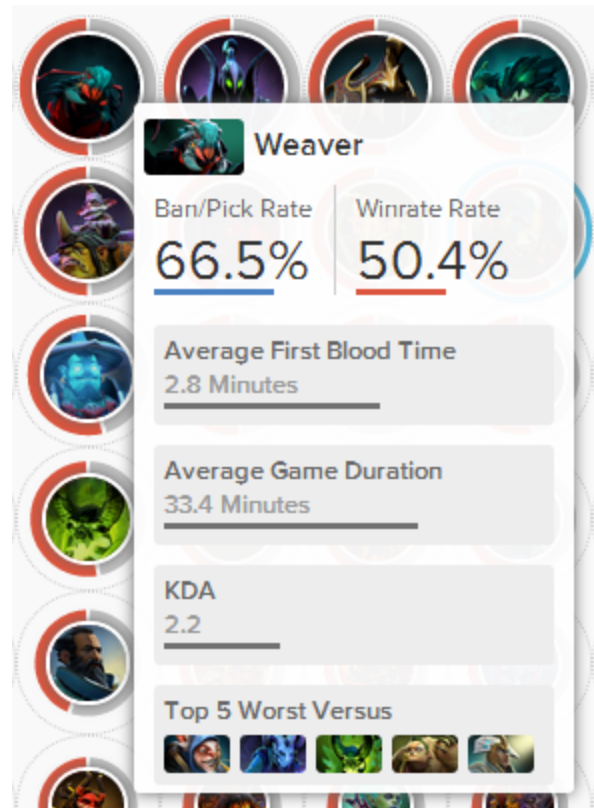 Weaver
Ban/Pick Rate Winrate Rate
66.5% 50.4%
Average First Blood Time
2.8 Minutes
Average Game Duration
33.4 Minutes
KDA
2.2
Top 5 Worst Versus